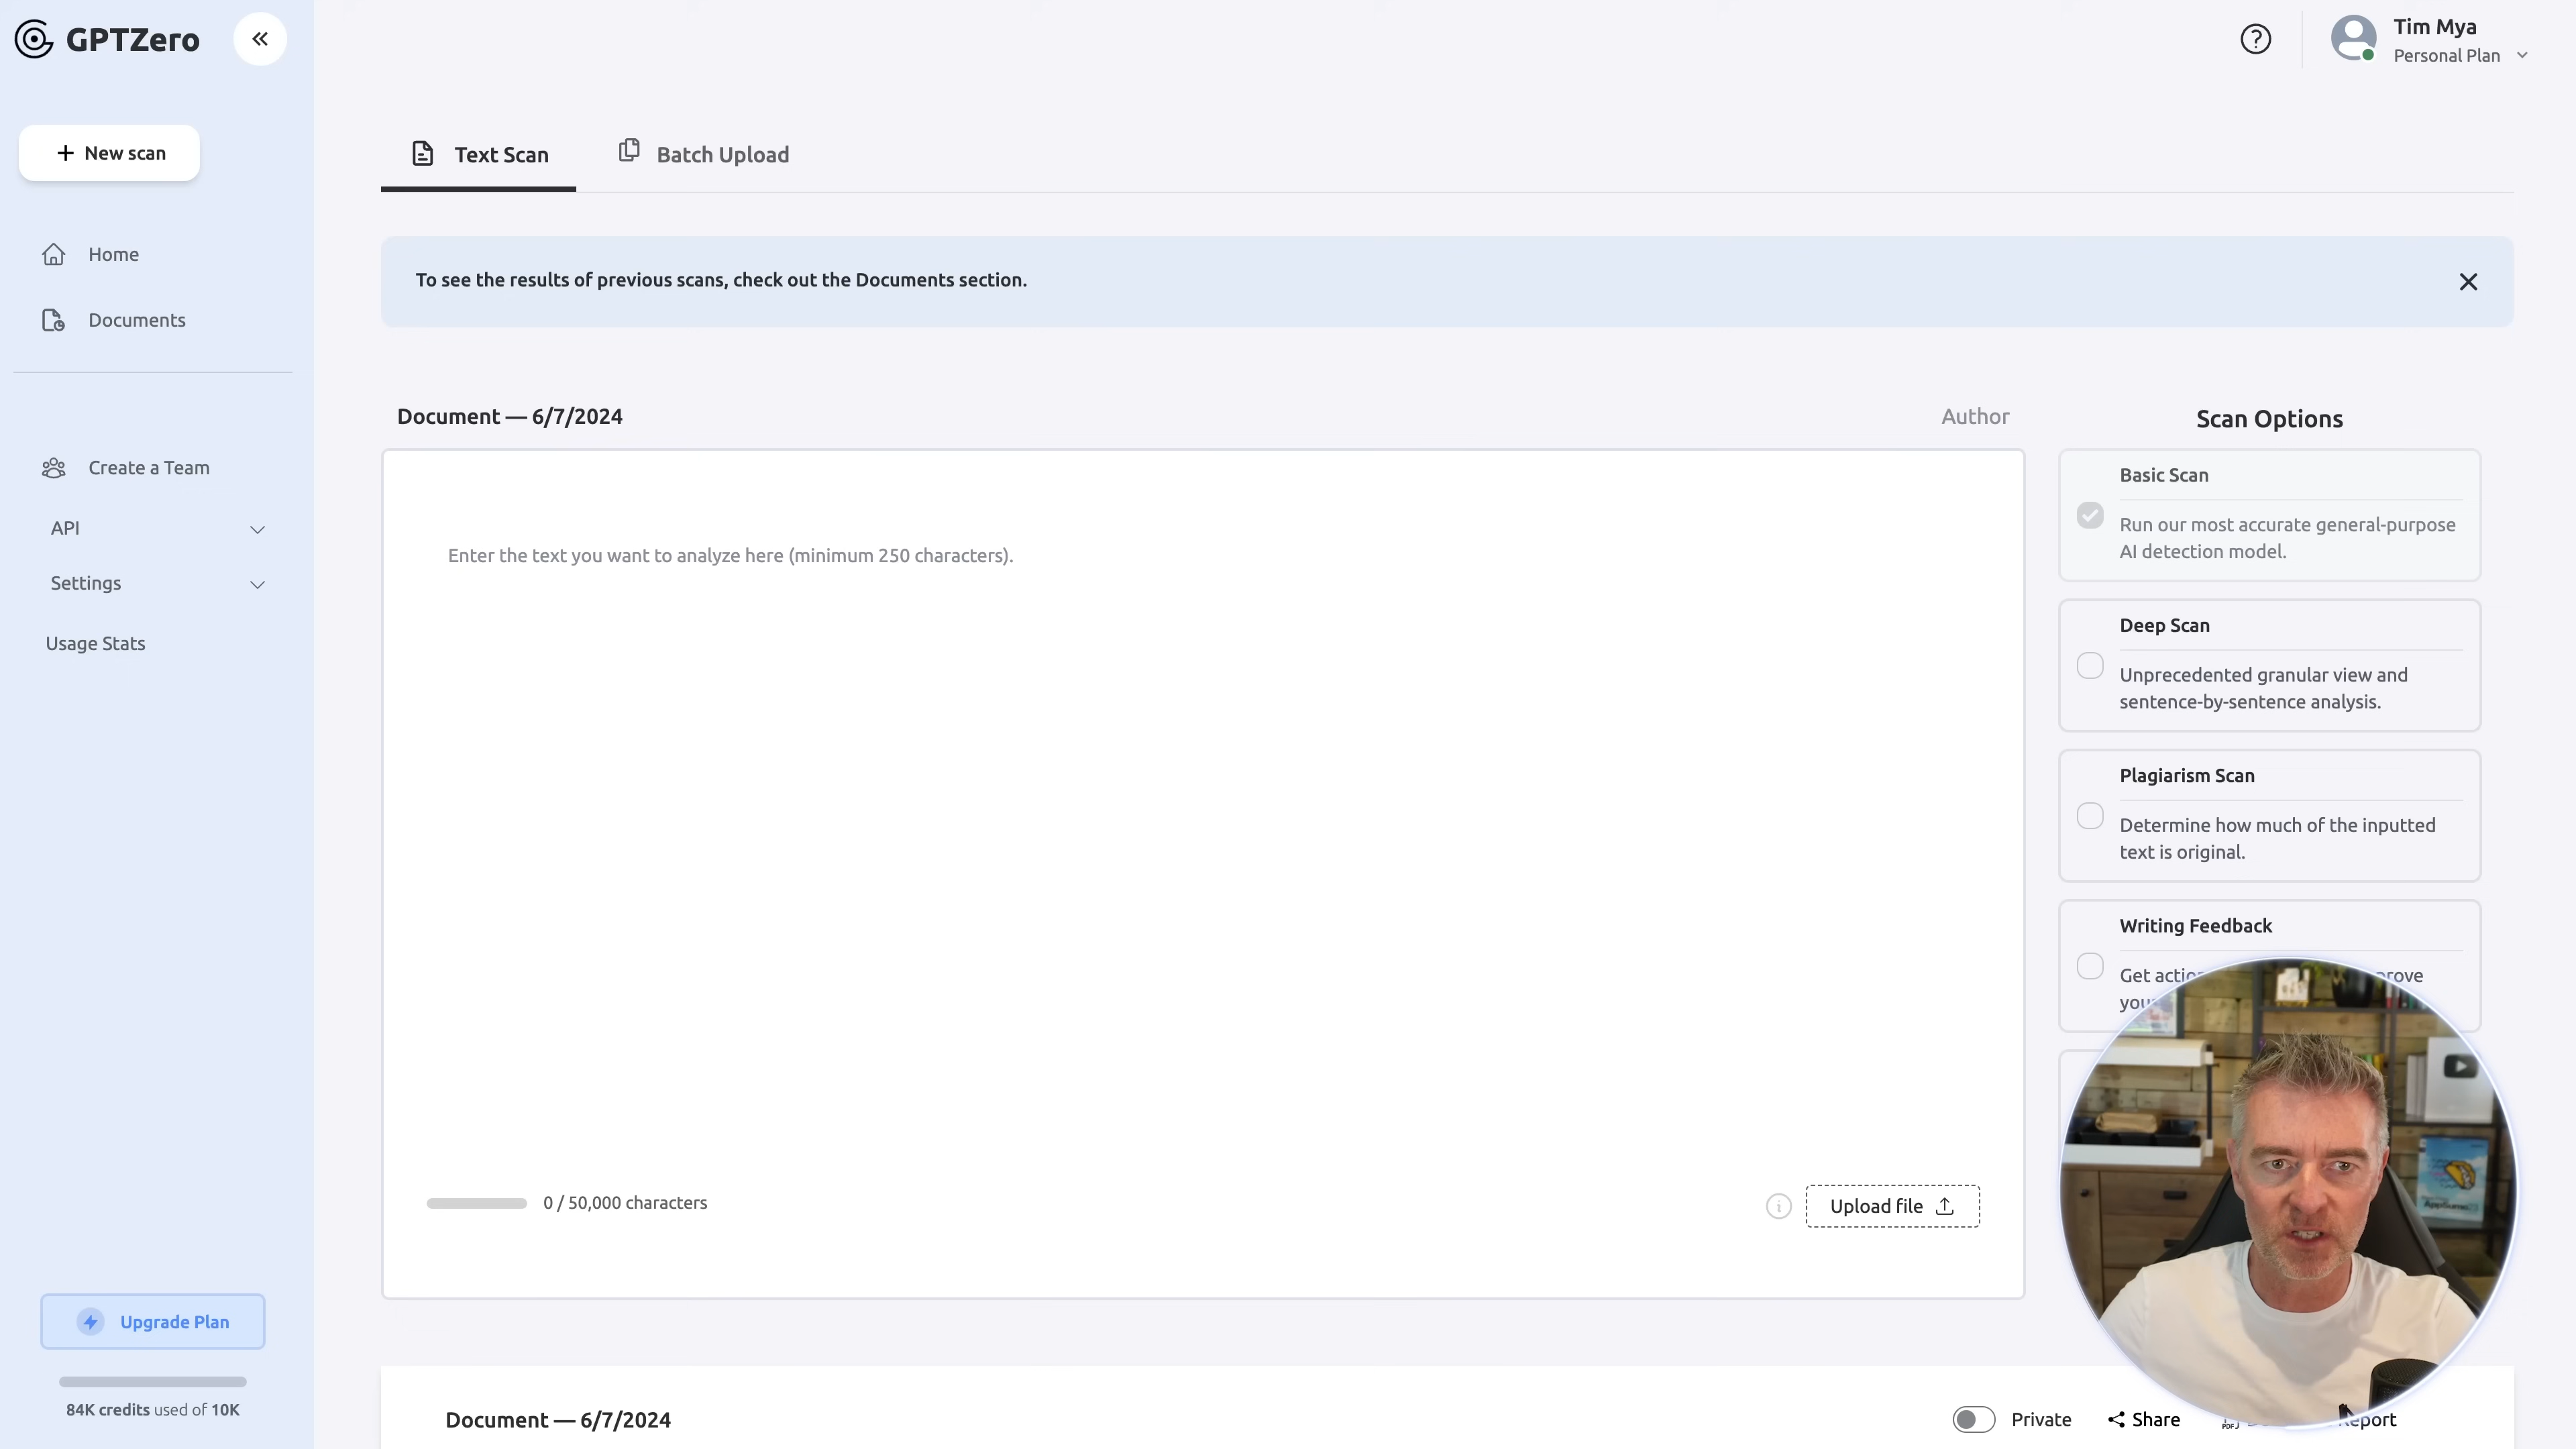 GPTZero
Tim Mya
Personal Plan
New scan
Text Scan
Batch Upload
Home
To see the results of previous scans, check out the Documents section.
Documents
Document — 6/7/2024
Author
Scan Options
Create a Team
API
Settings
Usage Stats
Enter the text you want to analyze here (minimum 250 characters).
Basic Scan
Run our most accurate general-purpose
AI detection model.
Deep Scan
Unprecedented granular view and
sentence-by-sentence analysis.
Plagiarism Scan
Determine how much of the inputted
text is original.
Writing Feedback
Get
0 / 50,000 characters
Upload file
Upgrade Plan
84K credits used of 10K
Document — 6/7/2024
Private
Share